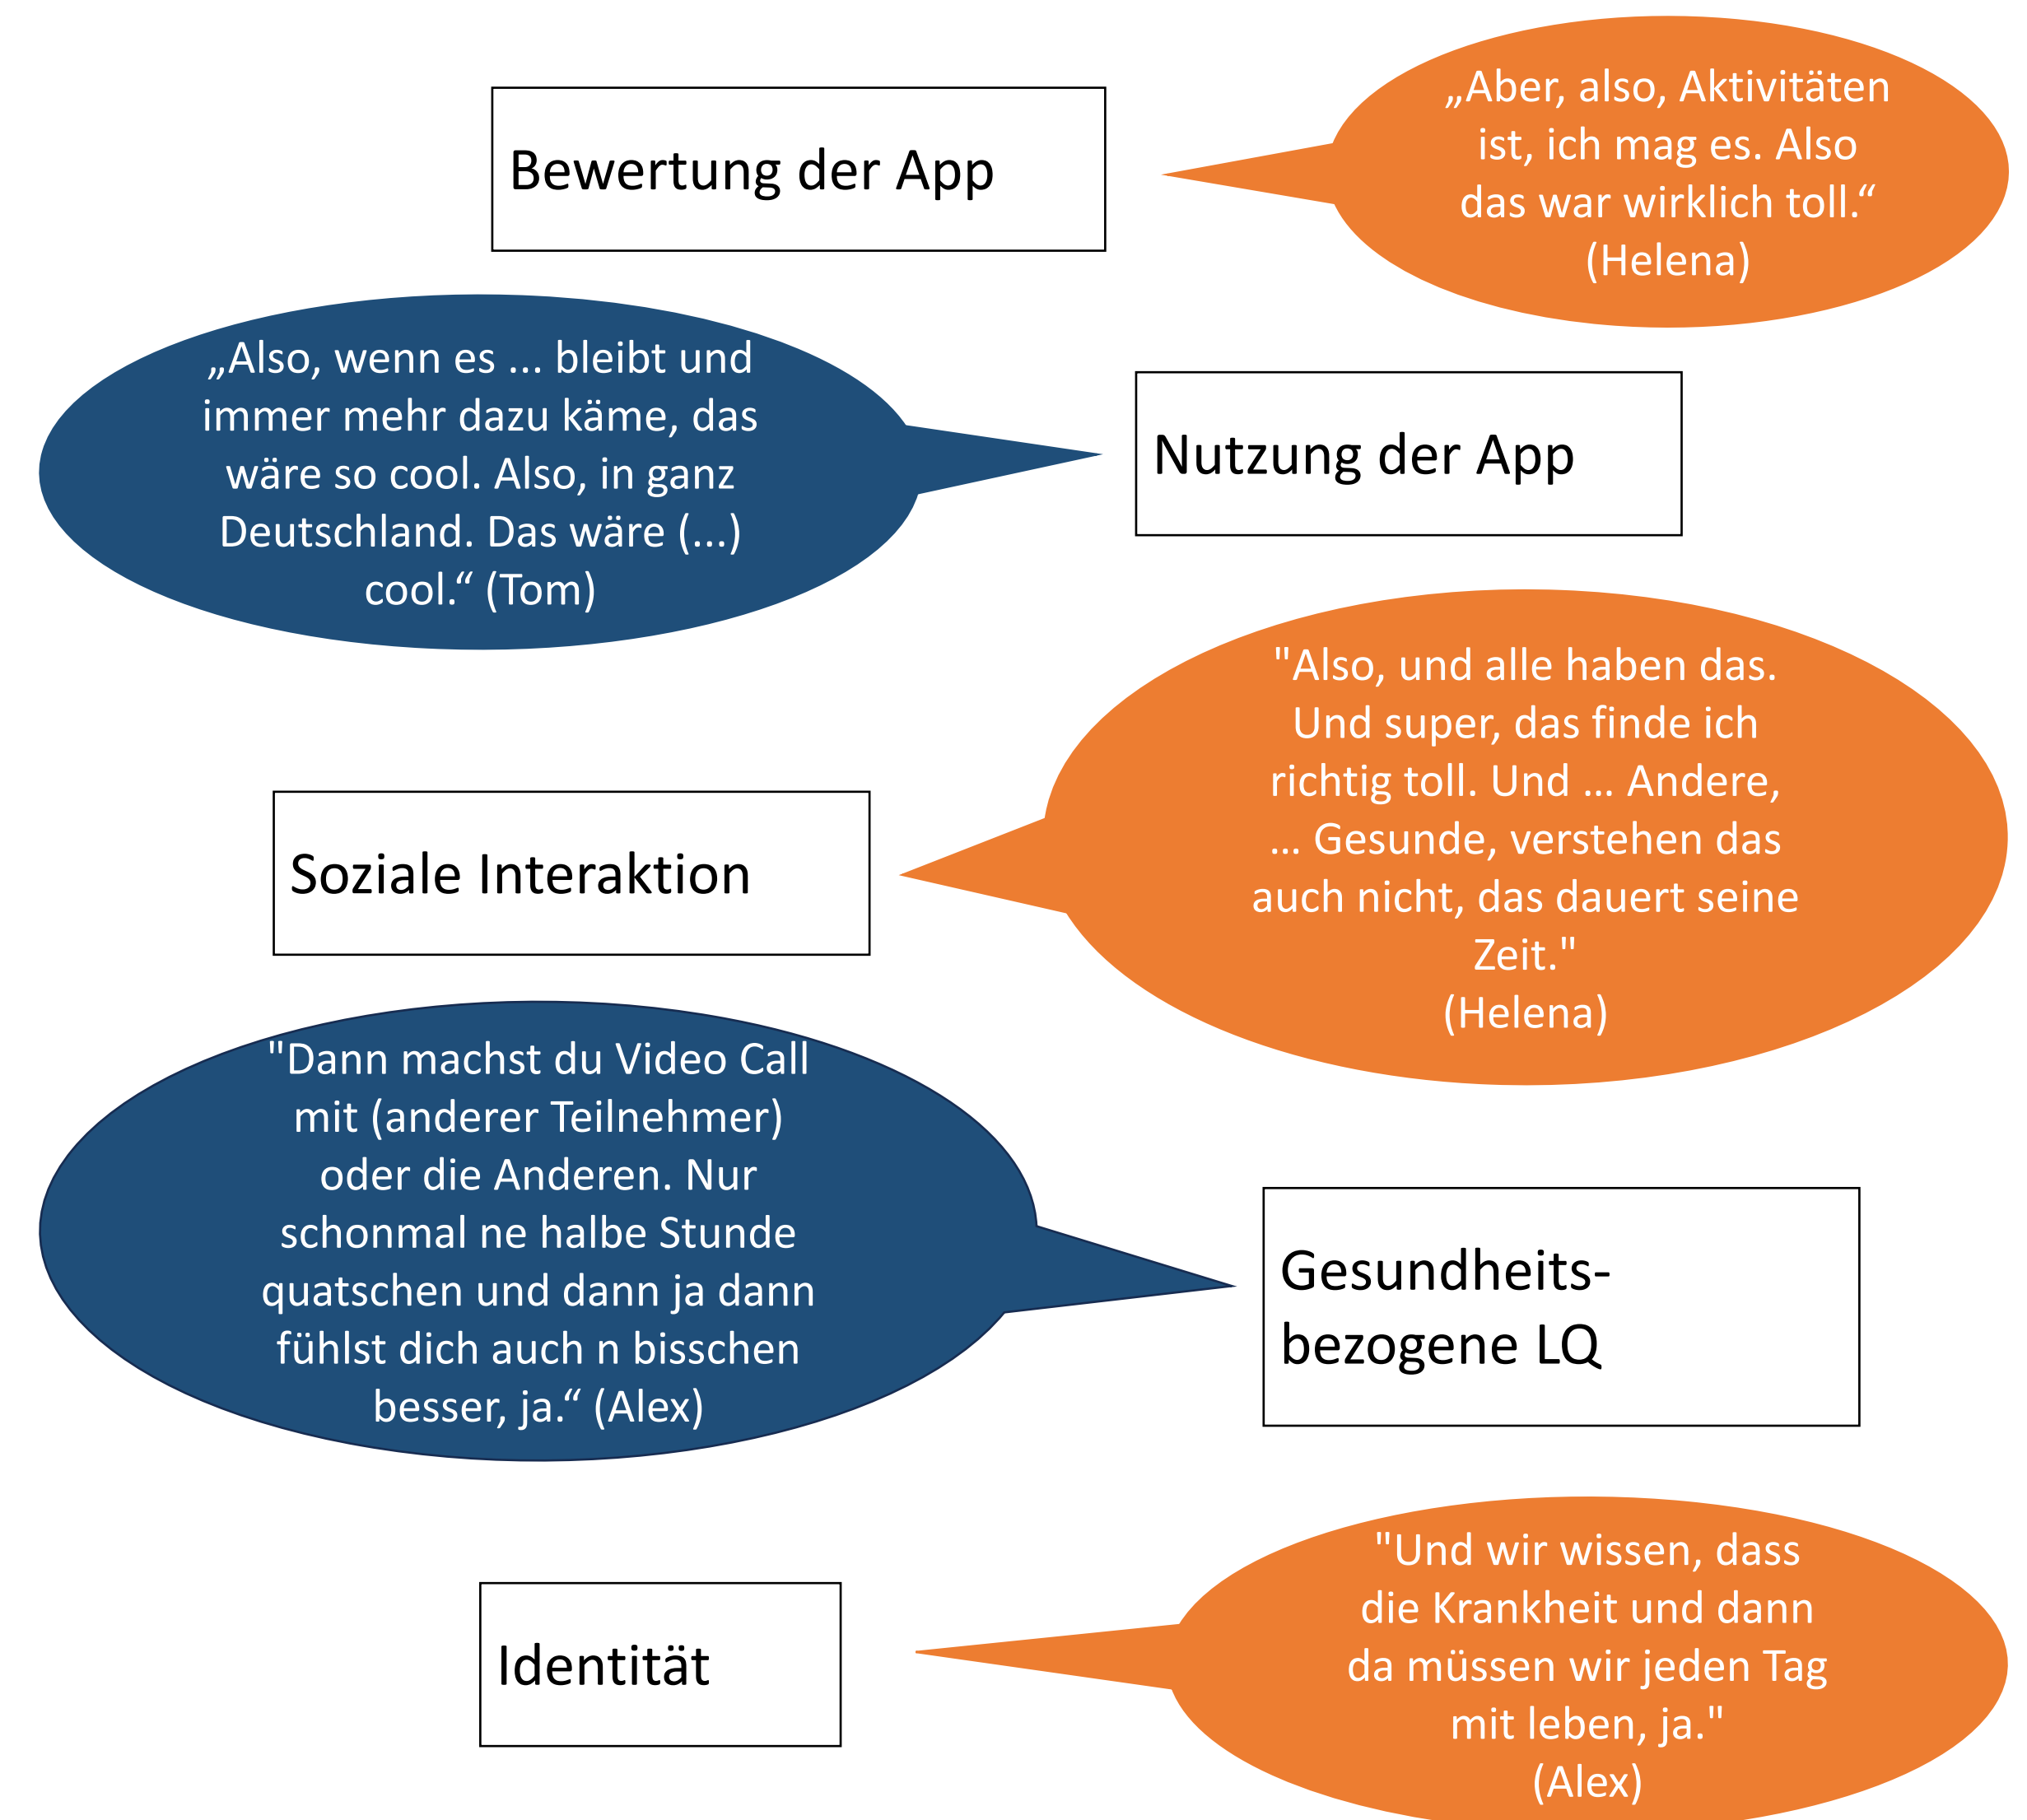 Bewertung der App
„Aber, also, Aktivitäten
ist, ich mag es. Also
das war wirklich toll.“
(Helena)
„Also, wenn es ... bleibt und
immer mehr dazu käme, das
wäre so cool. Also, in ganz
Deutschland. Das wäre (...)
cool.“ (Tom)
Nutzung der App
"Also, und alle haben das.
Und super, das finde ich
richtig toll. Und ... Andere,
... Gesunde, verstehen das
auch nicht, das dauert seine
Zeit."
(Helena)
Soziale Interaktion
"Dann machst du Video Call
mit (anderer Teilnehmer)
oder die Anderen. Nur
schonmal ne halbe Stunde
quatschen und dann ja dann
fühlst dich auch n bisschen
besser, ja.“ (Alex)
Gesundheits-
bezogene LQ
Identität
"Und wir wissen, dass
die Krankheit und dann
da müssen wir jeden Tag
mit leben, ja."
(Alex)